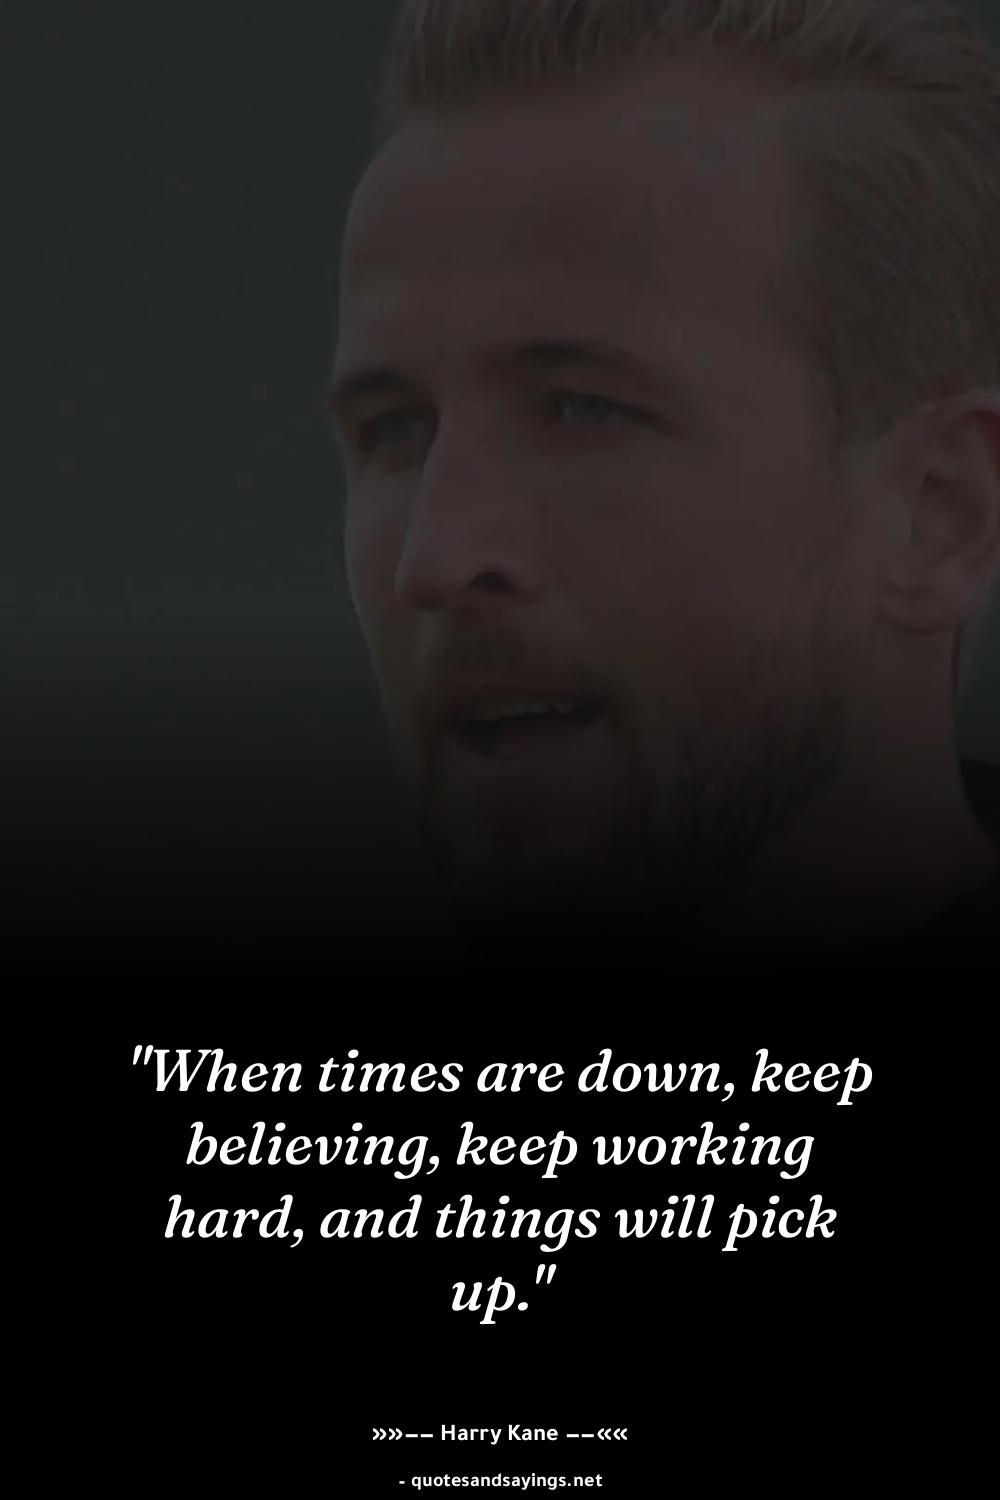 "When times are down, keep
believing, keep working
hard, and things will pick
up."
»»–– Harry Kane ––««
- quotesandsayings.net